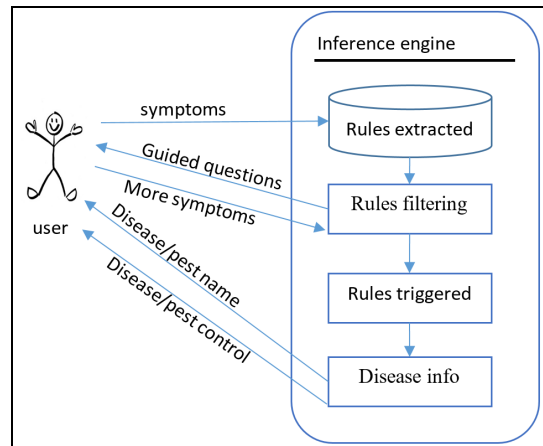 Inference engine
symptoms
Rules extracted
Guided questions
More symptoms
Rules filtering
user
Disease/pest name
Disease/pest control
Rules triggered
Disease info